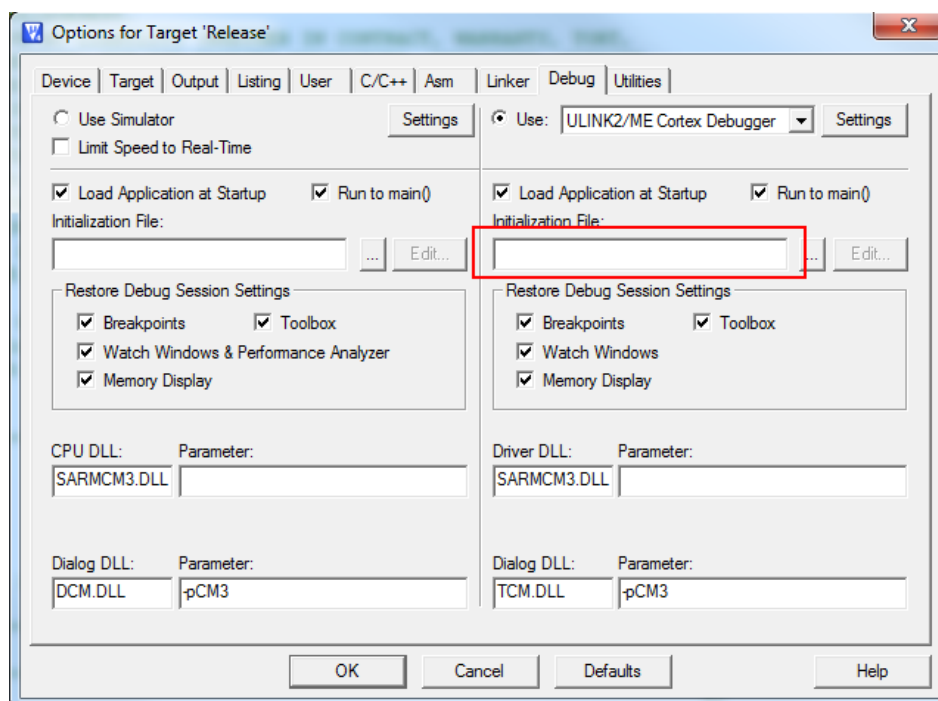 Options for Target 'Release'
Device Target Output Listing User C/C++ Asm Linker Debug Utilities
Use Simulator Settings
Limit Speed to Real-Time
Use: ULINK2/ME Cortex Debugger Settings
Load Application at Startup Run to main()
Initialization File:
... Edit...
Load Application at Startup Run to main()
Initialization File:
... Edit...
Restore Debug Session Settings
Breakpoints Toolbox
Watch Windows & Performance Analyzer
Memory Display
Restore Debug Session Settings
Breakpoints Toolbox
Watch Windows
Memory Display
CPU DLL: Parameter:
SARMCM3.DLL
Driver DLL: Parameter:
SARMCM3.DLL
Dialog DLL: Parameter:
DCM.DLL -pCM3
Dialog DLL: Parameter:
TCM.DLL -pCM3
OK Cancel Defaults Help